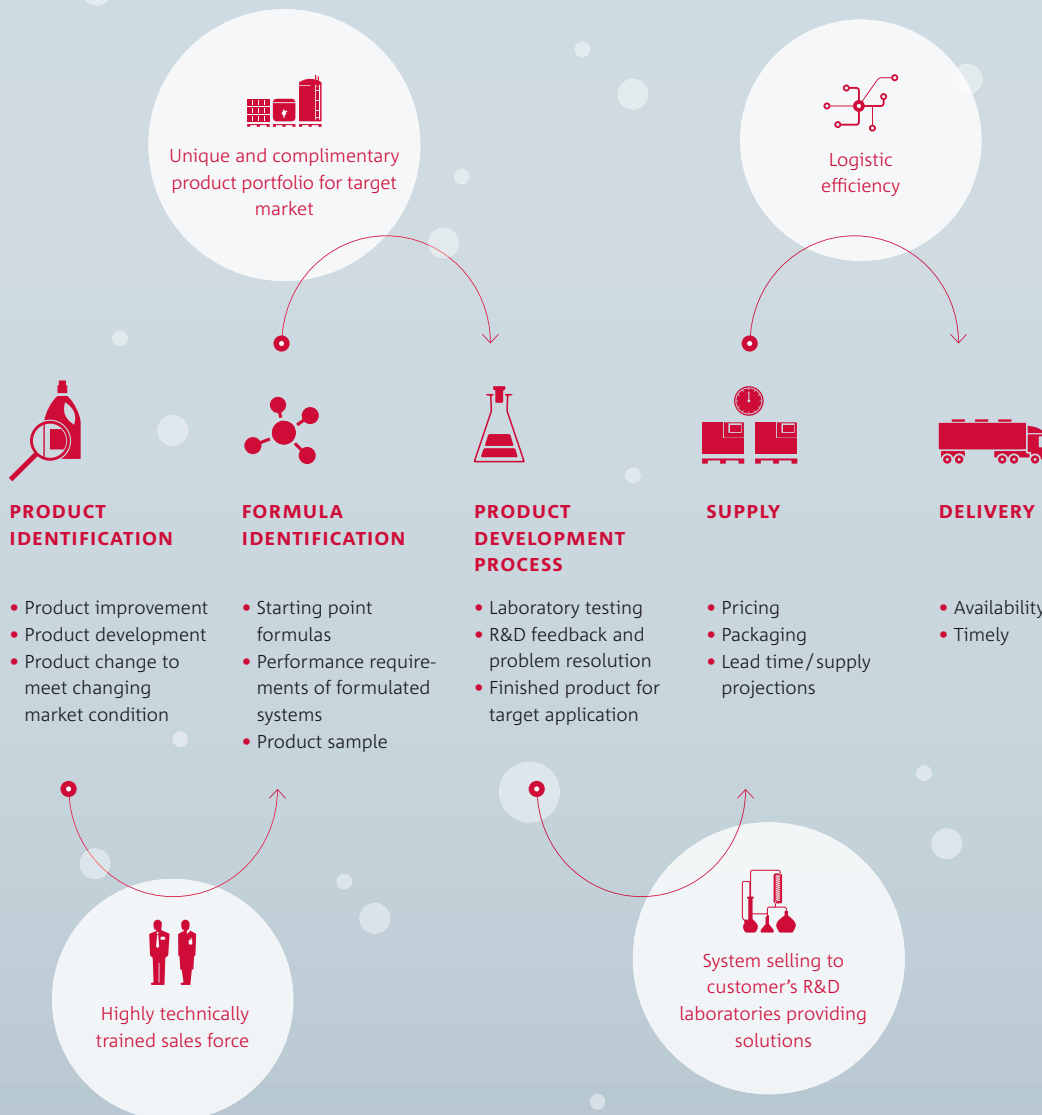 Unique and complimentary
product portfolio for target
market
Logistic
efficiency
PRODUCT
IDENTIFICATION
• Product improvement
• Product development
• Product change to
meet changing
market condition
FORMULA
IDENTIFICATION
• Starting point
formulas
• Performance require-
ments of formulated
systems
• Product sample
PRODUCT
DEVELOPMENT
PROCESS
• Laboratory testing
• R&D feedback and
problem resolution
• Finished product for
target application
SUPPLY
• Pricing
• Packaging
• Lead time/supply
projections
DELIVERY
• Availability
• Timely
Highly technically
trained sales force
System selling to
customer’s R&D
laboratories providing
solutions